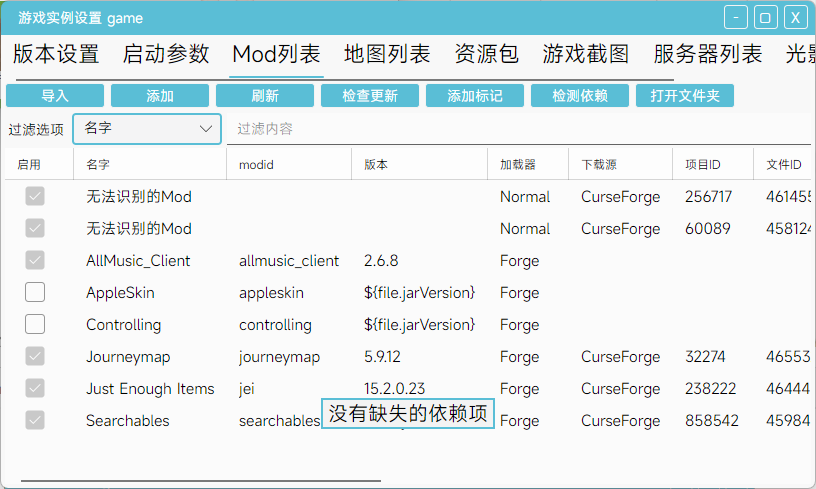 游戏实例设置 game
版本设置 启动参数 Mod列表 地图列表 资源包 游戏截图 服务器列表 光影
导入 添加 刷新 检查更新 添加标记 检测依赖 打开文件夹
过滤选项 名字 过滤内容
启用 名字 modid 版本 加载器 下载源 项目ID 文件ID
无法识别的Mod Normal CurseForge 256717 461455
无法识别的Mod Normal CurseForge 60089 458124
AllMusic_Client allmusic_client 2.6.8 Forge
AppleSkin appleskin ${file.jarVersion} Forge
Controlling controlling ${file.jarVersion} Forge
Journeymap journeymap 5.9.12 Forge CurseForge 32274 46553
Just Enough Items jei 15.2.0.23 Forge CurseForge 238222 46444
Searchables searchables Forge CurseForge 858542 45984
没有缺失的依赖项